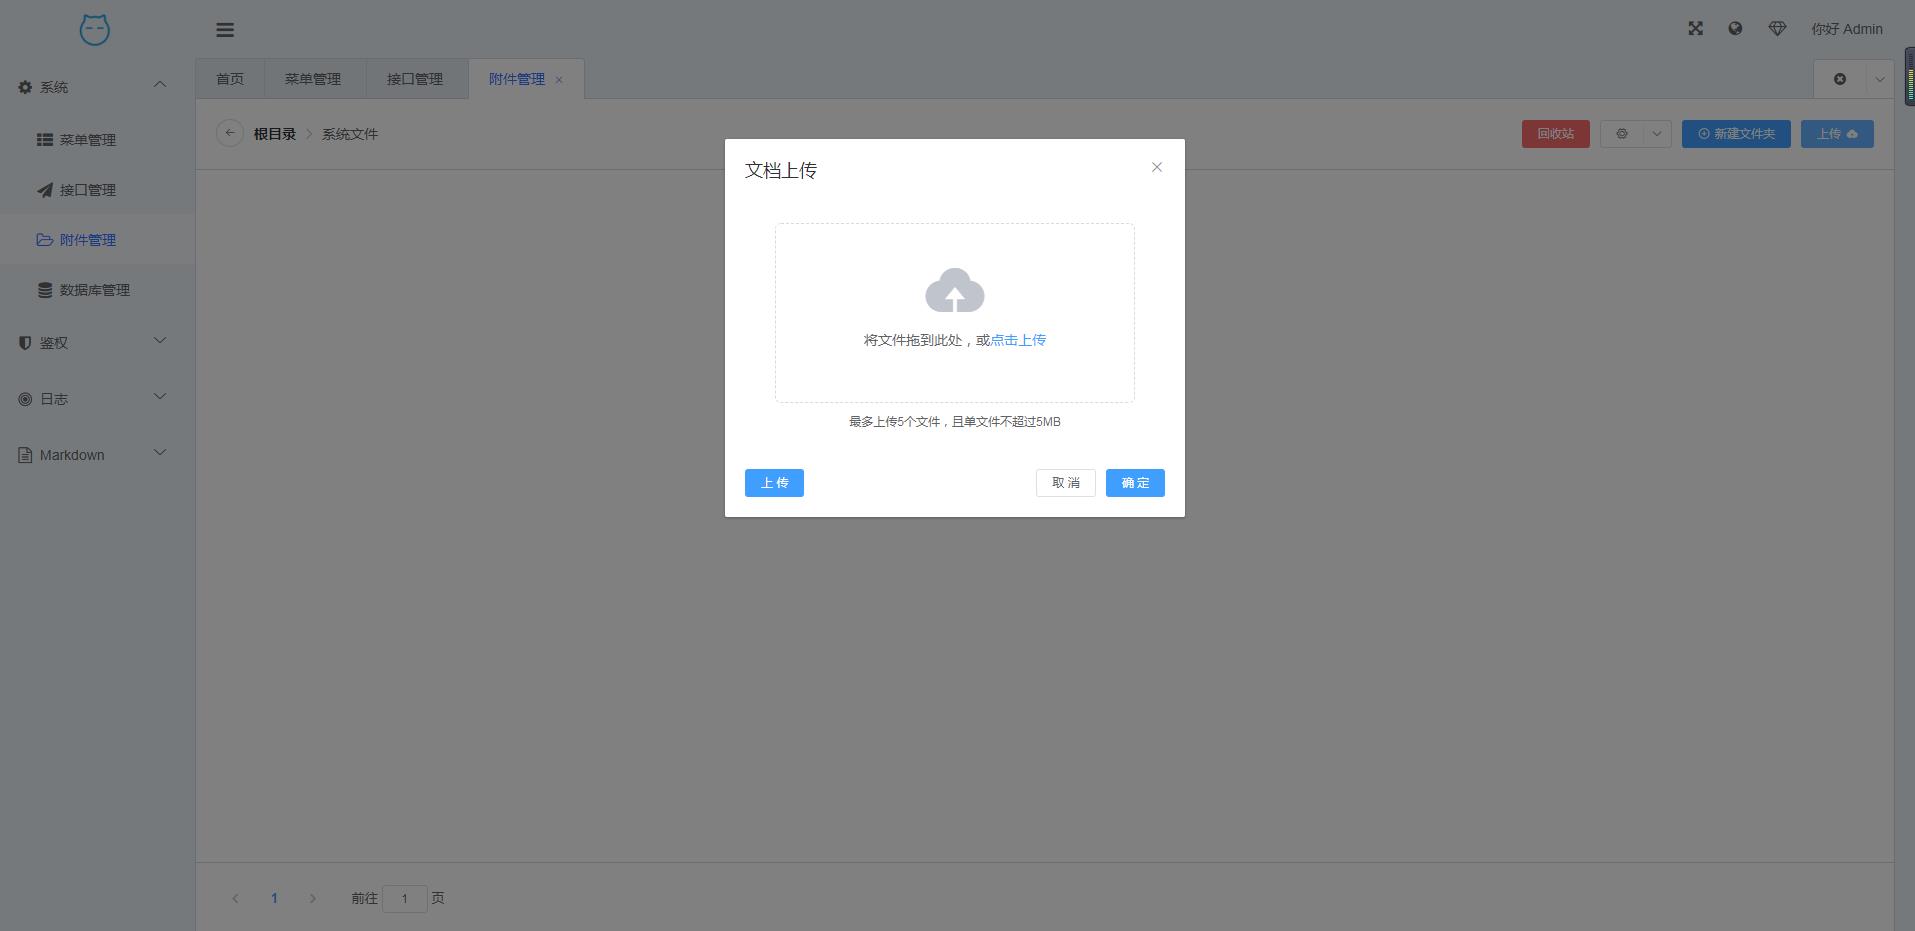 你好 Admin
系统
菜单管理
接口管理
附件管理
数据库管理
鉴权
日志
Markdown
首页
菜单管理
接口管理
附件管理
根目录
系统文件
回收站
新建文件夹
上传
文档上传
将文件拖到此处，或点击上传
最多上传5个文件，且单文件不超过5MB
上 传
取 消
确 定
1
前往 1 页